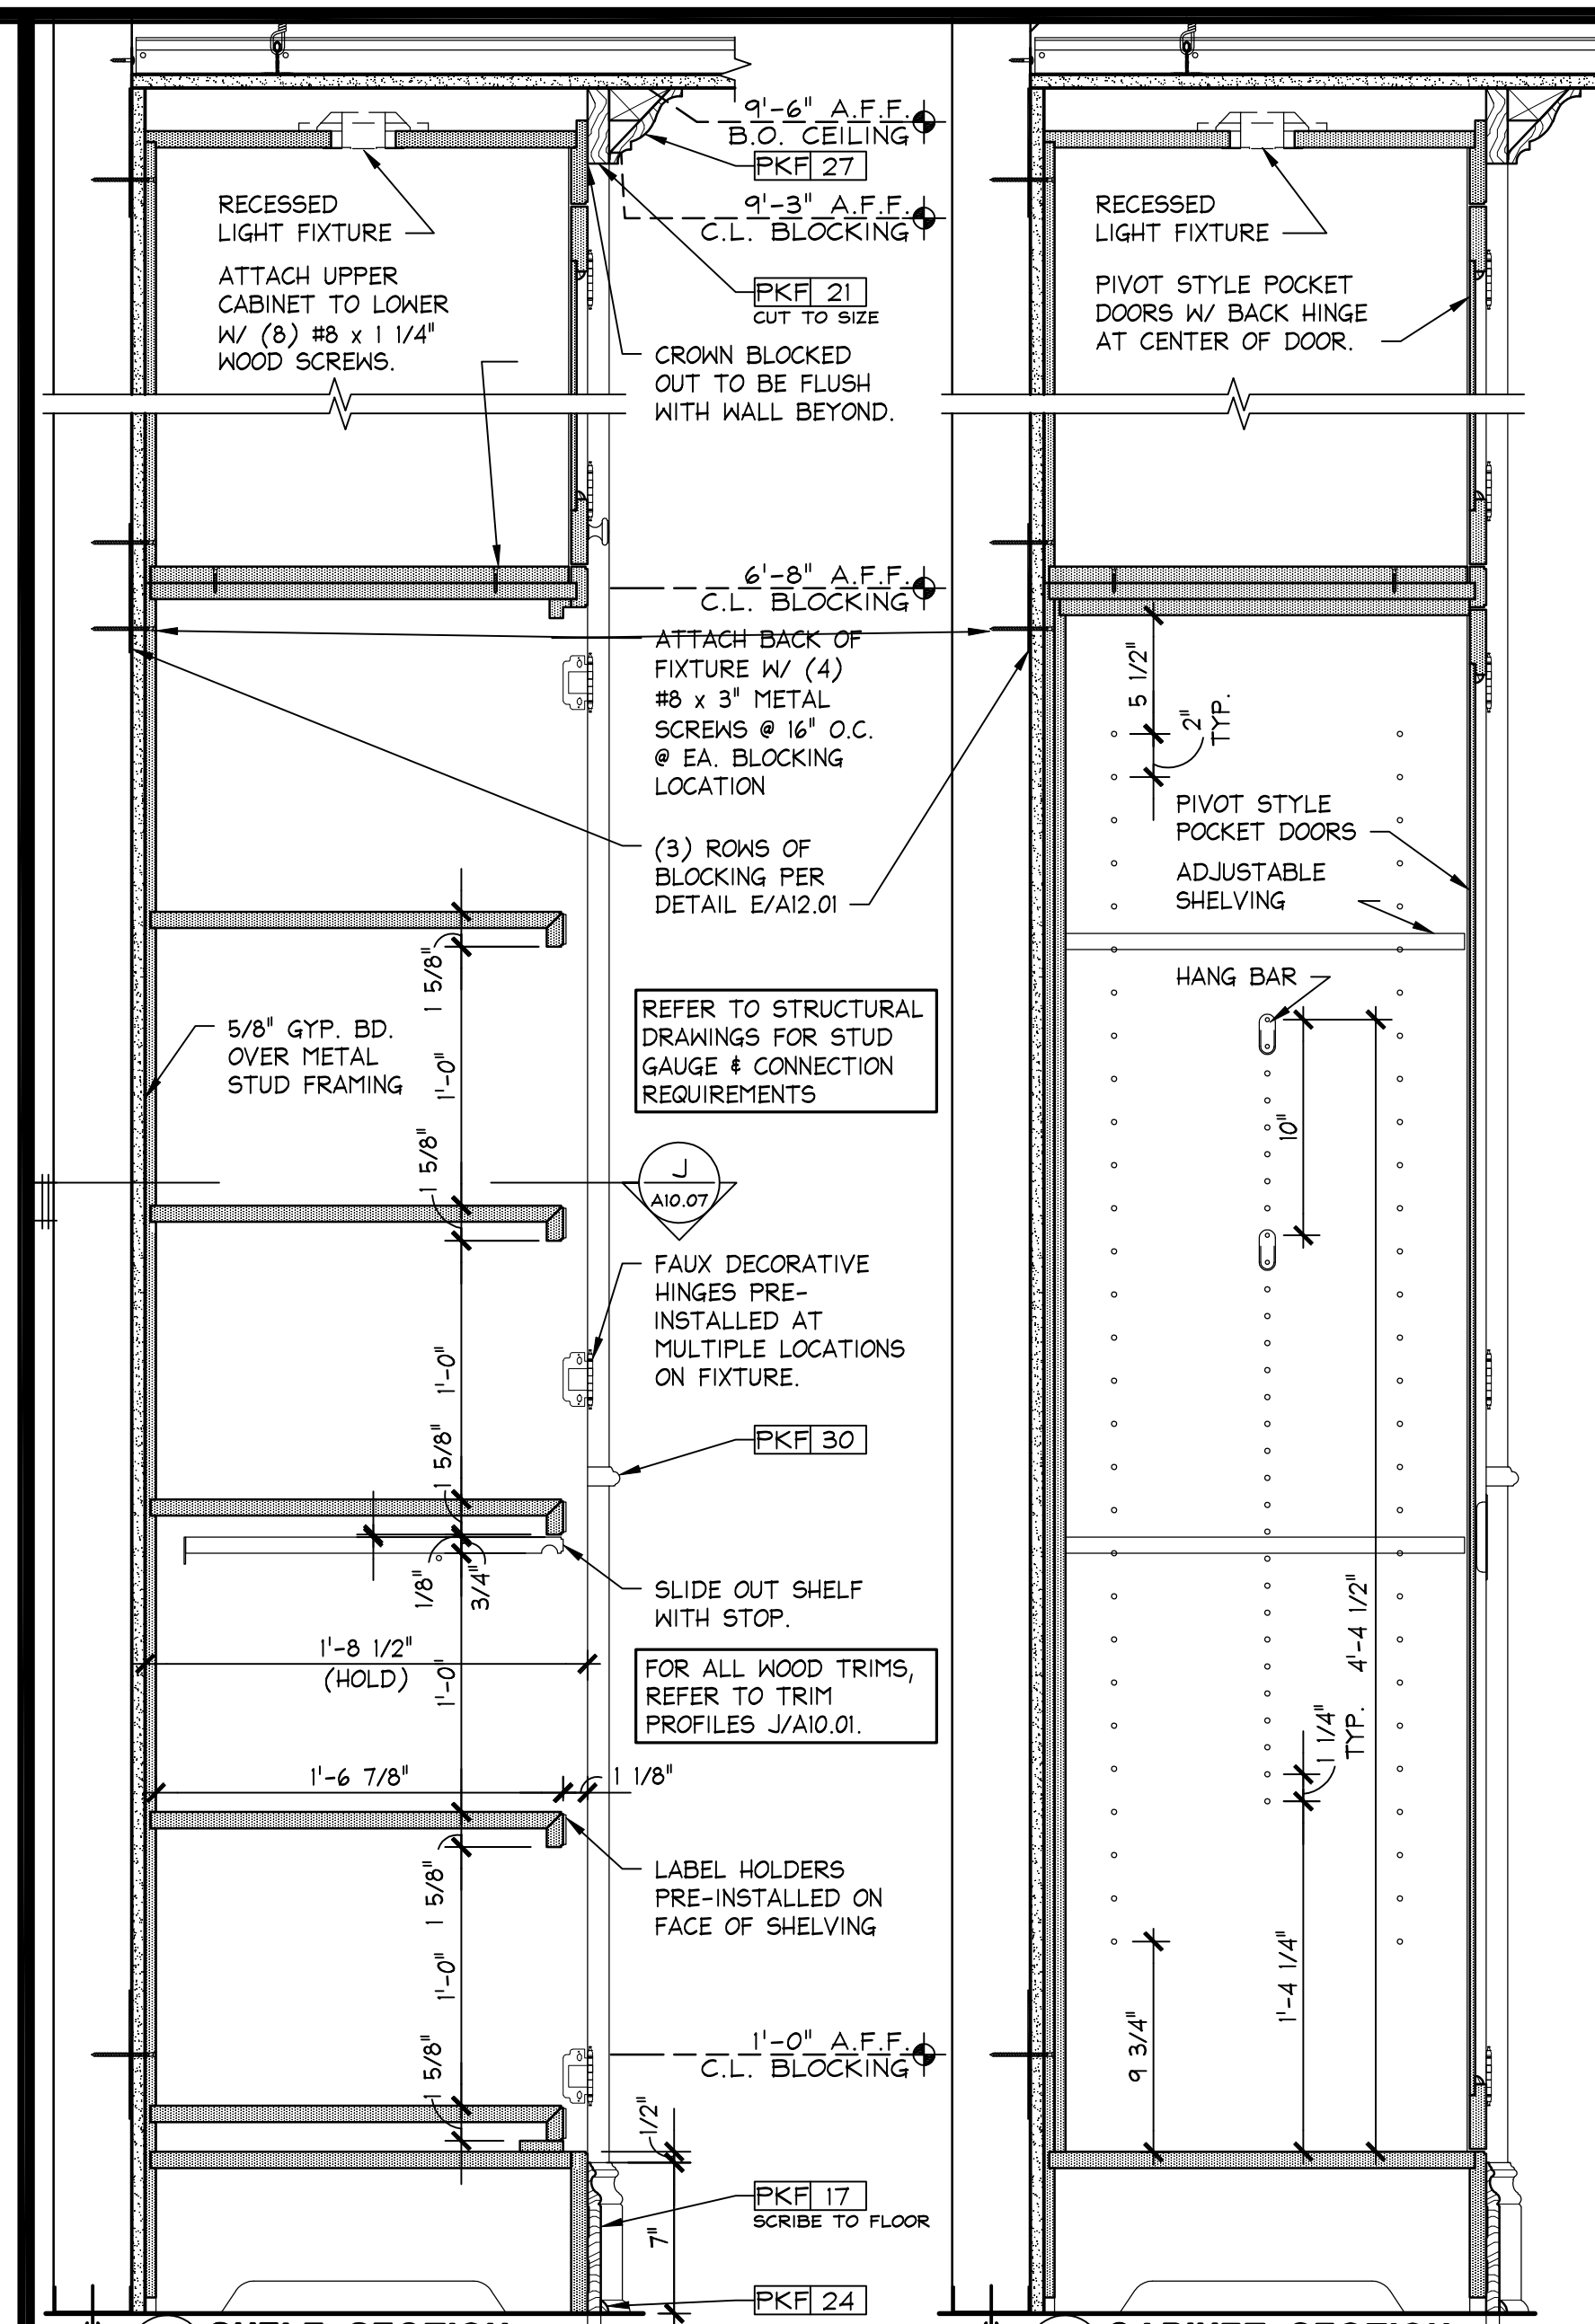 9'-6" A.F.F.
B.O. CEILING
PKF 27
9'-3" A.F.F.
C.L. BLOCKING
RECESSED
LIGHT FIXTURE
ATTACH UPPER
CABINET TO LOWER
W/ (8) #8 x 1 1/4"
WOOD SCREWS.
PKF 21
CUT TO SIZE
CROWN BLOCKED
OUT TO BE FLUSH
WITH WALL BEYOND.
6'-8" A.F.F.
C.L. BLOCKING
ATTACH BACK OF
FIXTURE W/ (4)
#8 x 3" METAL
SCREWS @ 16" O.C.
@ EA. BLOCKING
LOCATION
(3) ROWS OF
BLOCKING PER
DETAIL E/A12.01
1 5/8"
5/8" GYP. BD.
OVER METAL
STUD FRAMING
1'-0"
REFER TO STRUCTURAL
DRAWINGS FOR STUD
GAUGE & CONNECTION
REQUIREMENTS
1 5/8"
J
A10.07
FAUX DECORATIVE
HINGES PRE-
INSTALLED AT
MULTIPLE LOCATIONS
ON FIXTURE.
1'-0"
PKF 30
1 5/8"
1/8"
3/4"
SLIDE OUT SHELF
WITH STOP.
1'-8 1/2"
(HOLD)
1'-0"
FOR ALL WOOD TRIMS,
REFER TO TRIM
PROFILES J/A10.01.
1'-6 7/8"
1 1/8"
LABEL HOLDERS
PRE-INSTALLED ON
FACE OF SHELVING
1 5/8"
1'-0"
1'-0" A.F.F.
C.L. BLOCKING
1 5/8"
1/2"
PKF 17
SCRIBE TO FLOOR
7"
PKF 24
SHELF SECTION
RECESSED
LIGHT FIXTURE
PIVOT STYLE POCKET
DOORS W/ BACK HINGE
AT CENTER OF DOOR.
5 1/2"
2"
TYP.
PIVOT STYLE
POCKET DOORS
ADJUSTABLE
SHELVING
HANG BAR
10"
4'-4 1/2"
1 1/4"
TYP.
1'-4 1/4"
9 3/4"
CABINET SECTION